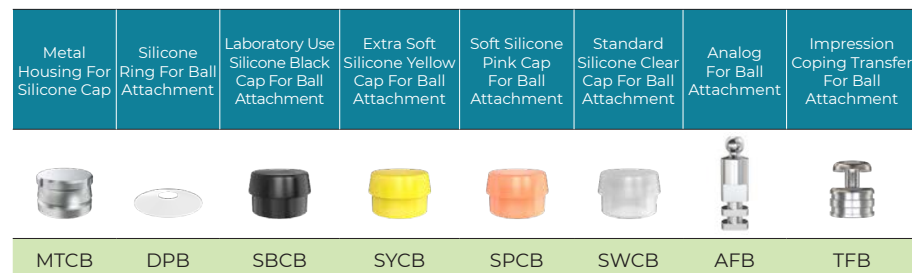 Metal
Housing For
Silicone Cap
Silicone
Ring For Ball
Attachment
Laboratory Use
Silicone Black
Cap For Ball
Attachment
Extra Soft
Silicone Yellow
Cap For Ball
Attachment
Soft Silicone
Pink Cap
For Ball
Attachment
Standard
Silicone Clear
Cap For Ball
Attachment
Analog
For Ball
Attachment
Impression
Coping Transfer
For Ball
Attachment
MTCB
DPB
SBCB
SYCB
SPCB
SWCB
AFB
TFB